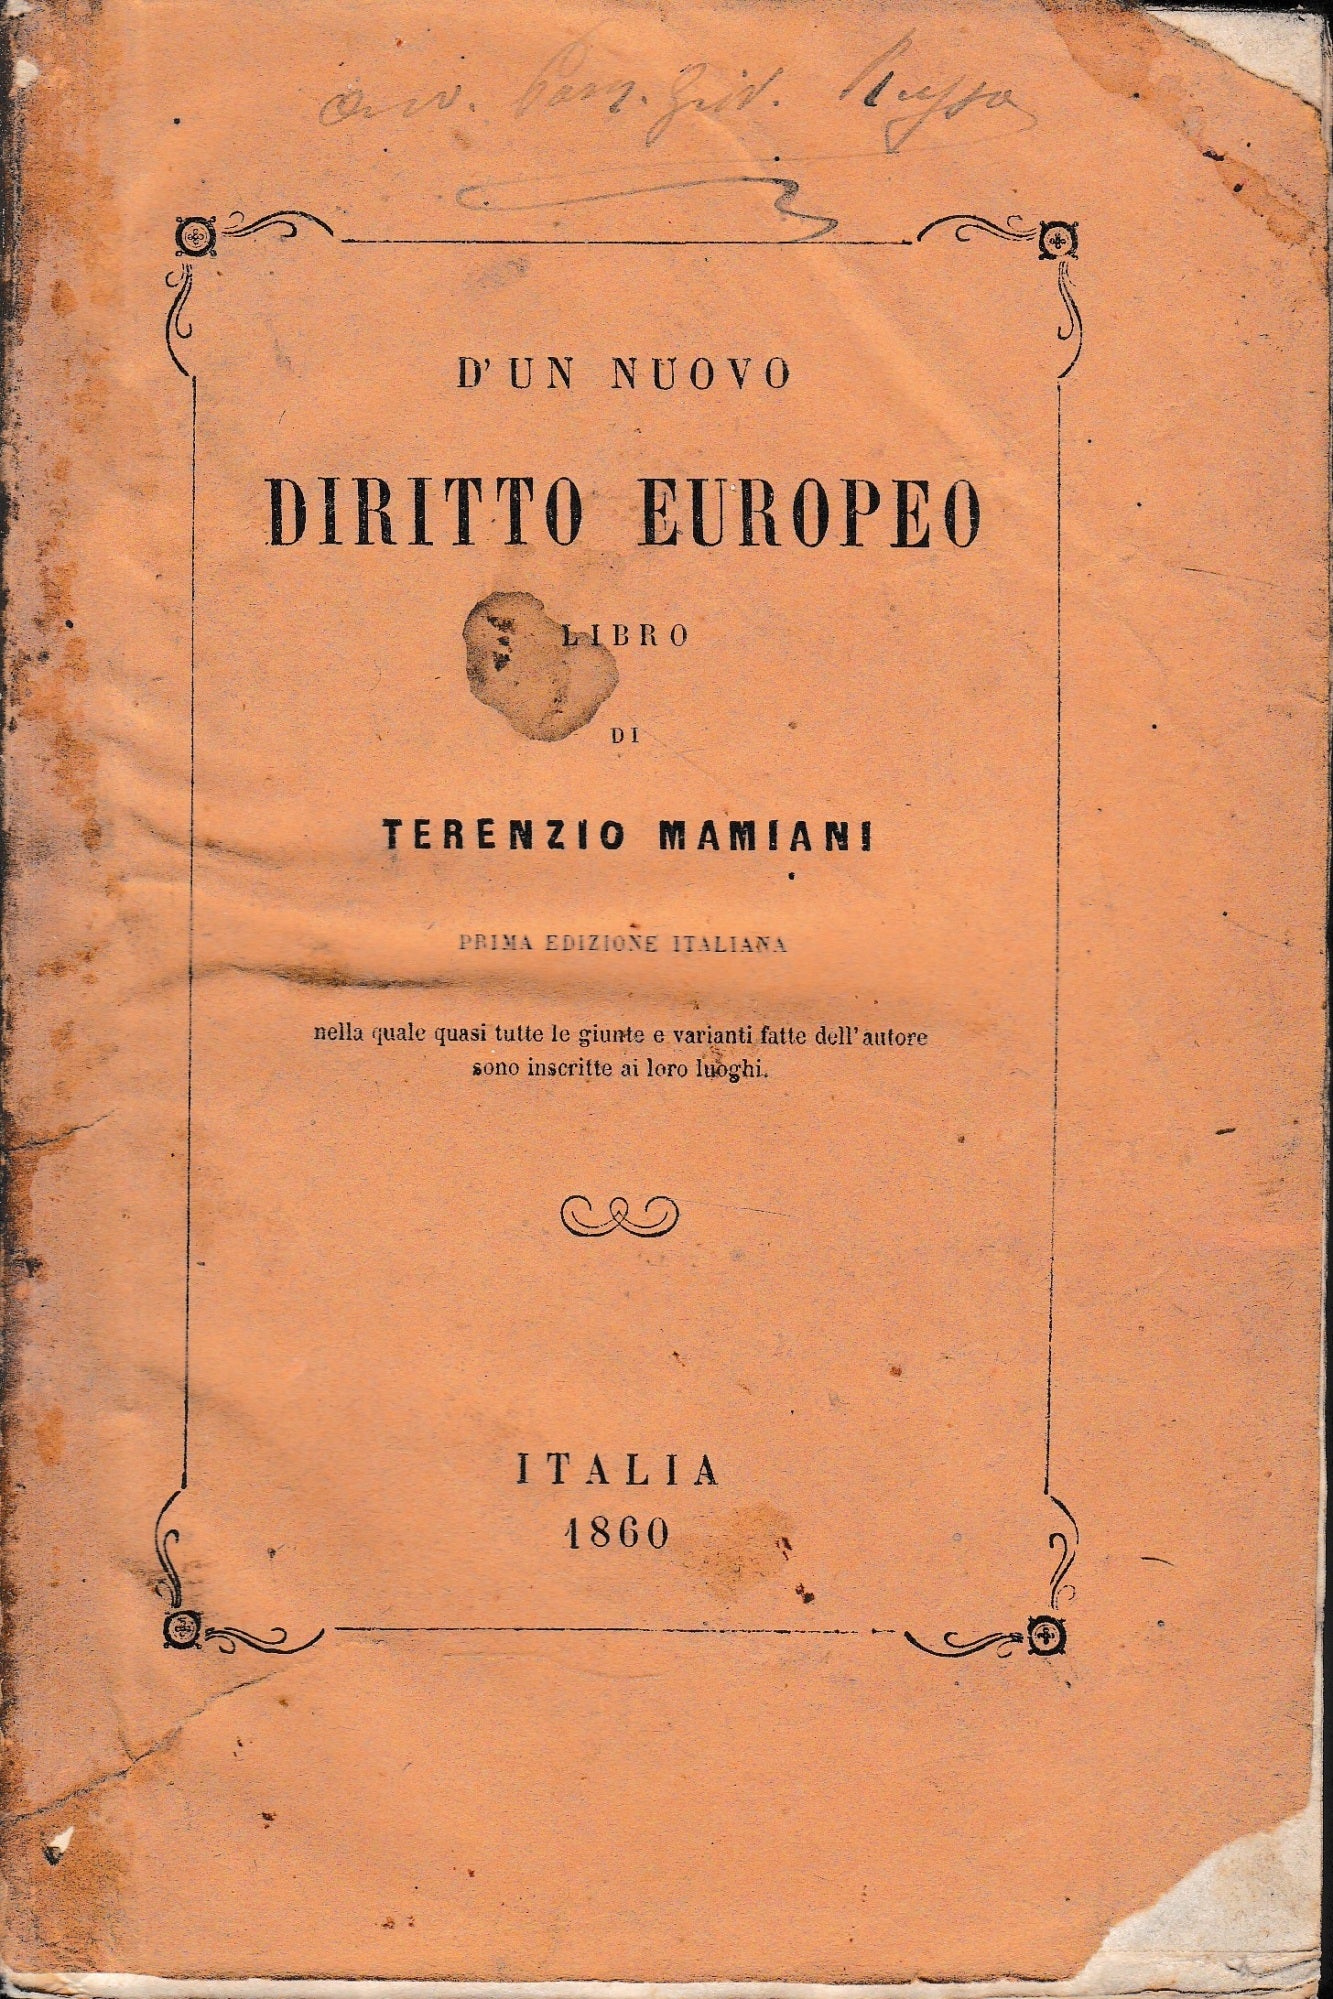 D'UN NUOVO
DIRITTO EUROPEO
LIBRO
DI
TERENZIO MAMIANI
PRIMA EDIZIONE ITALIANA
nella quale quasi tutte le giunte e varianti fatte dell'autore
sono inscritte ai loro luoghi.
ITALIA
1860